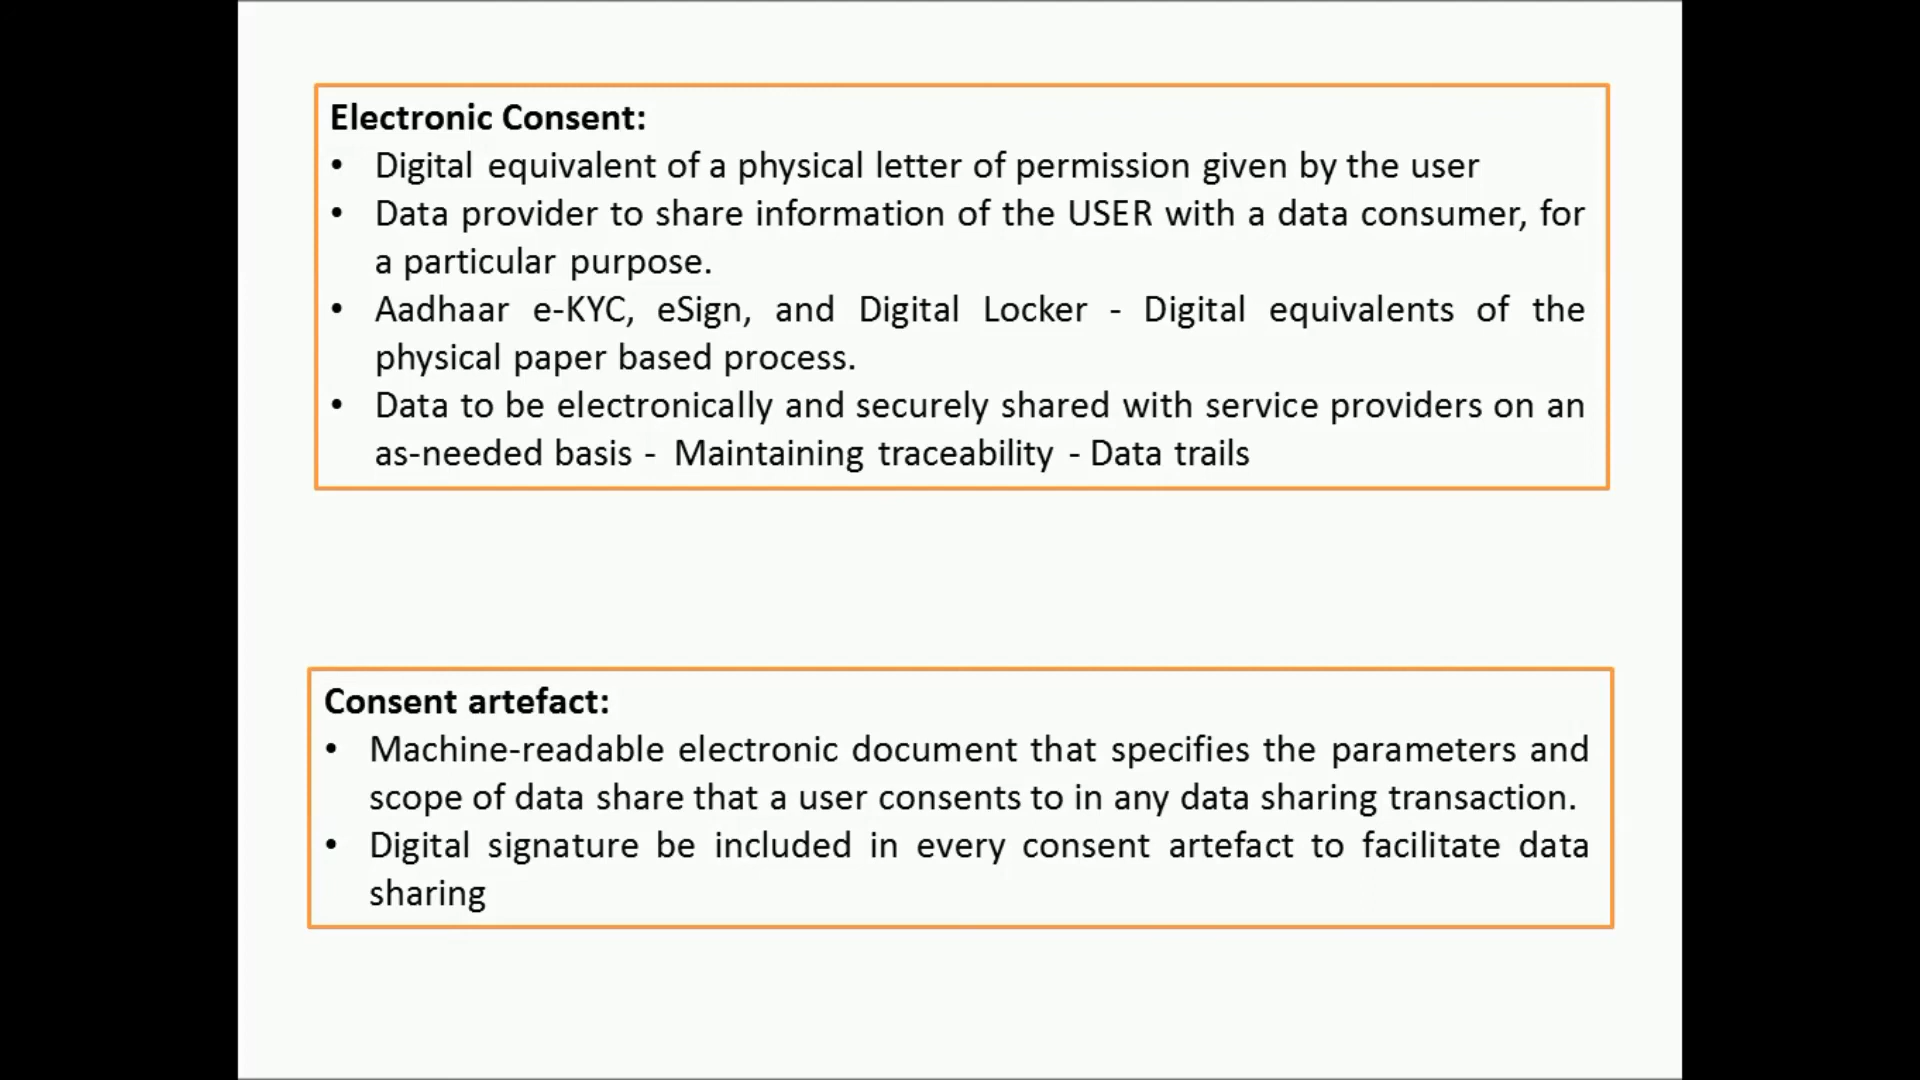 Electronic Consent:
• Digital equivalent of a physical letter of permission given by the user
• Data provider to share information of the USER with a data consumer, for
a particular purpose.
• Aadhaar e-KYC, eSign, and Digital Locker - Digital equivalents of the
physical paper based process.
• Data to be electronically and securely shared with service providers on an
as-needed basis - Maintaining traceability - Data trails
Consent artefact:
• Machine-readable electronic document that specifies the parameters and
scope of data share that a user consents to in any data sharing transaction.
• Digital signature be included in every consent artefact to facilitate data
sharing